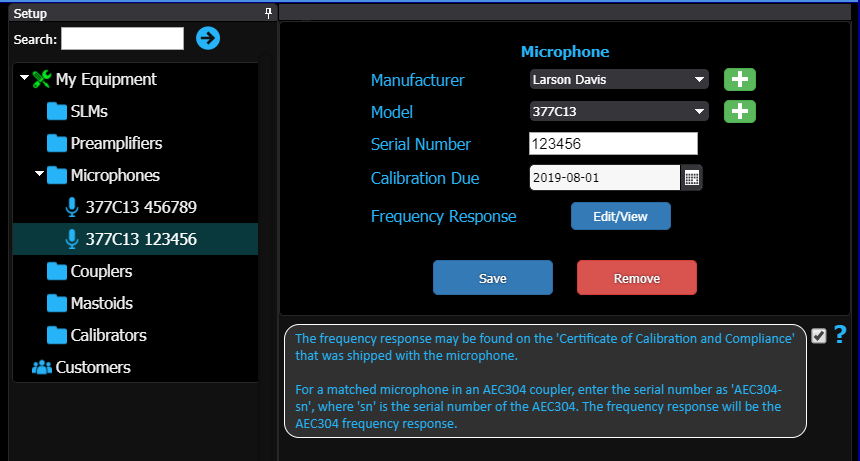 Setup
Search:
My Equipment
SLMs
Preamplifiers
Microphones
377C13 456789
377C13 123456
Couplers
Mastoids
Calibrators
Customers
Microphone
Manufacturer Larson Davis
Model 377C13
Serial Number 123456
Calibration Due 2019-08-01
Frequency Response Edit/View
Save Remove
The frequency response may be found on the 'Certificate of Calibration and Compliance'
that was shipped with the microphone.
For a matched microphone in an AEC304 coupler, enter the serial number as 'AEC304-
sn', where 'sn' is the serial number of the AEC304. The frequency response will be the
AEC304 frequency response.
?